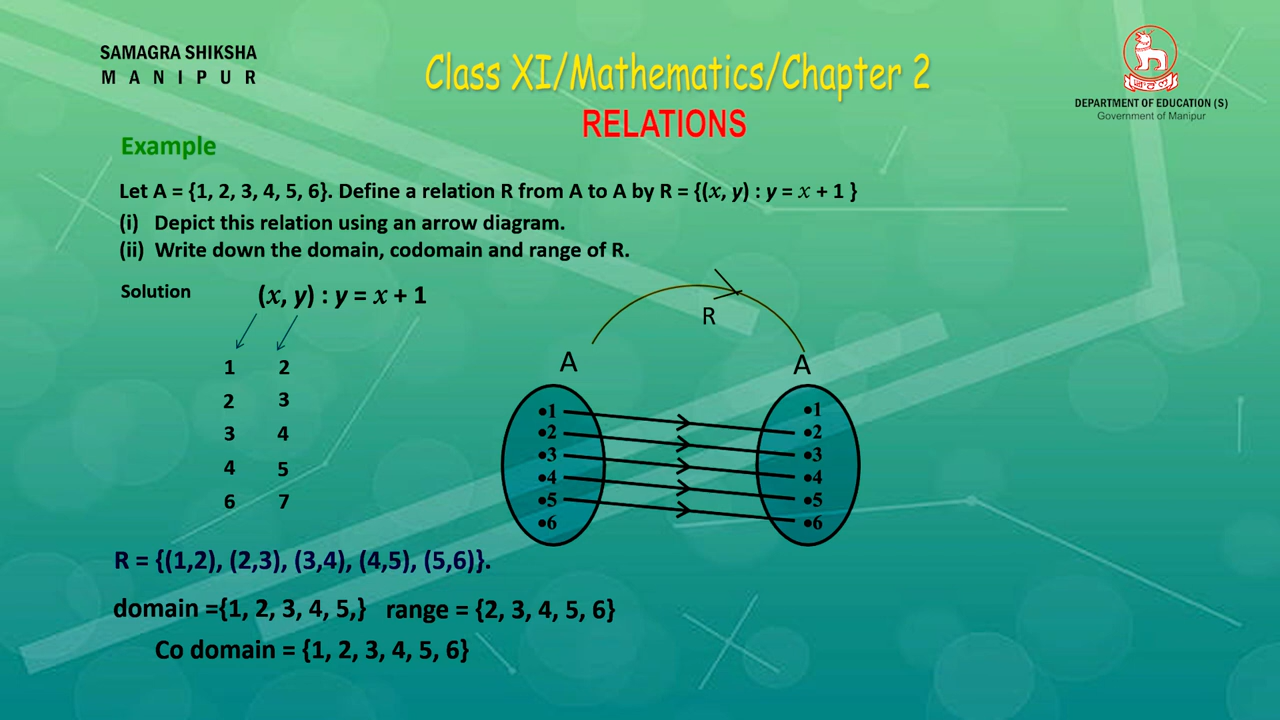 SAMAGRA SHIKSHA
MANIPUR
Class XI/Mathematics/Chapter 2
RELATIONS
DEPARTMENT OF EDUCATION (S)
Government of Manipur
Example
Let A = {1, 2, 3, 4, 5, 6}. Define a relation R from A to A by R = {(x, y) : y = x + 1 }
(i) Depict this relation using an arrow diagram.
(ii) Write down the domain, codomain and range of R.
Solution
(x, y) : y = x + 1
1 2
2 3
3 4
4 5
6 7
R
A A
•1 •1
•2 •2
•3 •3
•4 •4
•5 •5
•6 •6
R = {(1,2), (2,3), (3,4), (4,5), (5,6)}.
domain ={1, 2, 3, 4, 5,} range = {2, 3, 4, 5, 6}
Co domain = {1, 2, 3, 4, 5, 6}